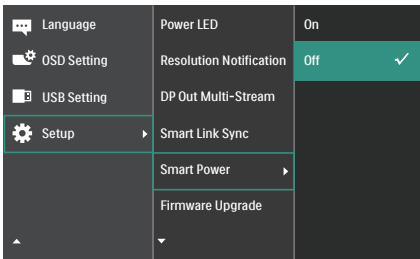 Language
OSD Setting
USB Setting
Setup
Power LED
Resolution Notification
DP Out Multi-Stream
Smart Link Sync
Smart Power
Firmware Upgrade
On
Off